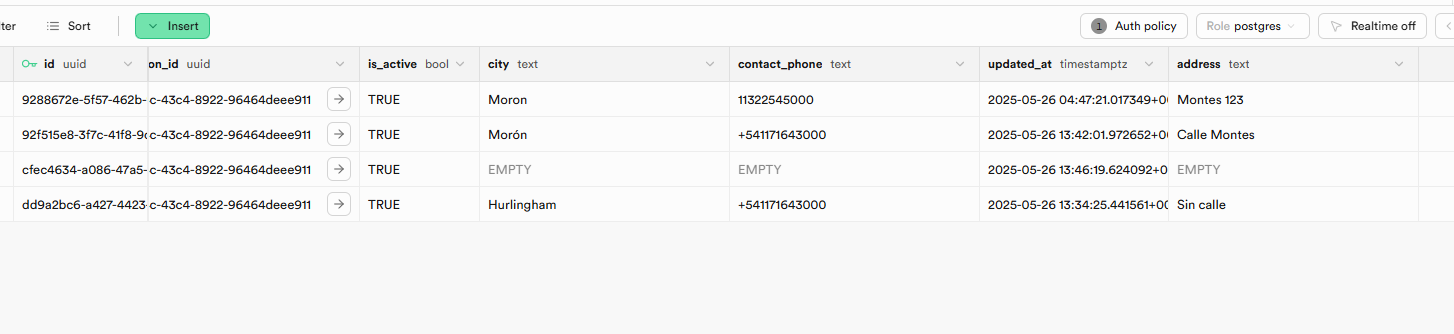 Sort Insert 1 Auth policy Role postgres Realtime off
id uuid on_id uuid is_active bool city text contact_phone text updated_at timestamptz address text
9288672e-5f57-462b- c-43c4-8922-96464deee911 TRUE Moron 11322545000 2025-05-26 04:47:21.017349+00 Montes 123
92f515e8-3f7c-41f8-9c c-43c4-8922-96464deee911 TRUE Morón +541171643000 2025-05-26 13:42:01.972652+00 Calle Montes
cfec4634-a086-47a5- c-43c4-8922-96464deee911 TRUE EMPTY EMPTY 2025-05-26 13:46:19.624092+0 EMPTY
dd9a2bc6-a427-4423- c-43c4-8922-96464deee911 TRUE Hurlingham +541171643000 2025-05-26 13:34:25.441561+00 Sin calle